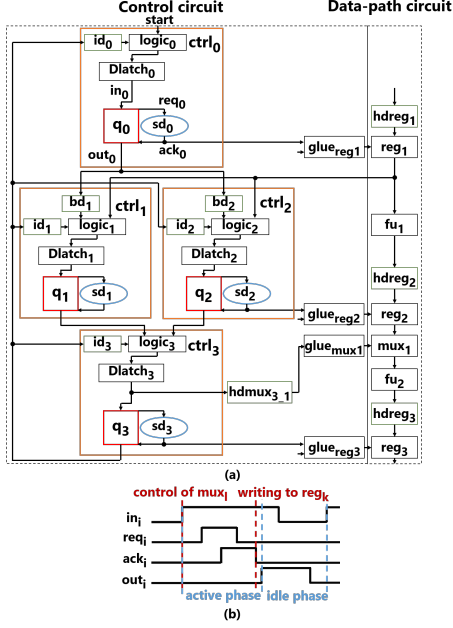 Control circuit
Data-path circuit
start
id0
logic0
ctrl0
Dlatch0
in0
req0
hdreg1
q0
sd0
out0
ack0
gluereg1
reg1
bd1
bd2
ctrl1
ctrl2
id1
logic1
id2
logic2
fu1
Dlatch1
Dlatch2
hdreg2
q1
sd1
q2
sd2
gluereg2
reg2
id3
logic3
ctrl3
gluemux1
mux1
Dlatch3
fu2
hdmux3_1
hdreg3
q3
sd3
gluereg3
reg3
(a)
control of muxl writing to regk
ini
reqi
acki
outi
active phase idle phase
(b)